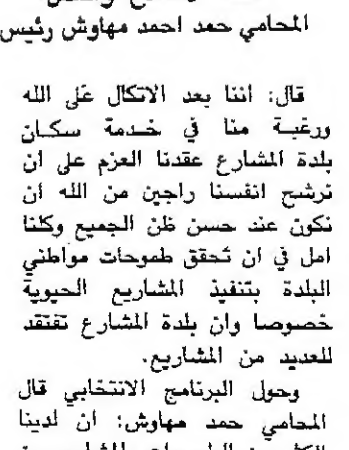 المحامي حمد احمد مهاوش رئيس
قال: اننا بعد الاتكال على الله
ورغبة منا في خدمة سكان
بلدة المشارع عقدنا العزم على ان
نرشح انفسنا راجين من الله ان
نكون عند حسن ظن الجميع وكلنا
امل في ان نحقق طموحات مواطني
البلدة بتنفيذ المشاريع الحيوية
خصوصا وان بلدة المشارع تفتقد
للعديد من المشاريع.
وحول البرنامج الانتخابي قال
المحامي حمد مهاوش: ان لدينا